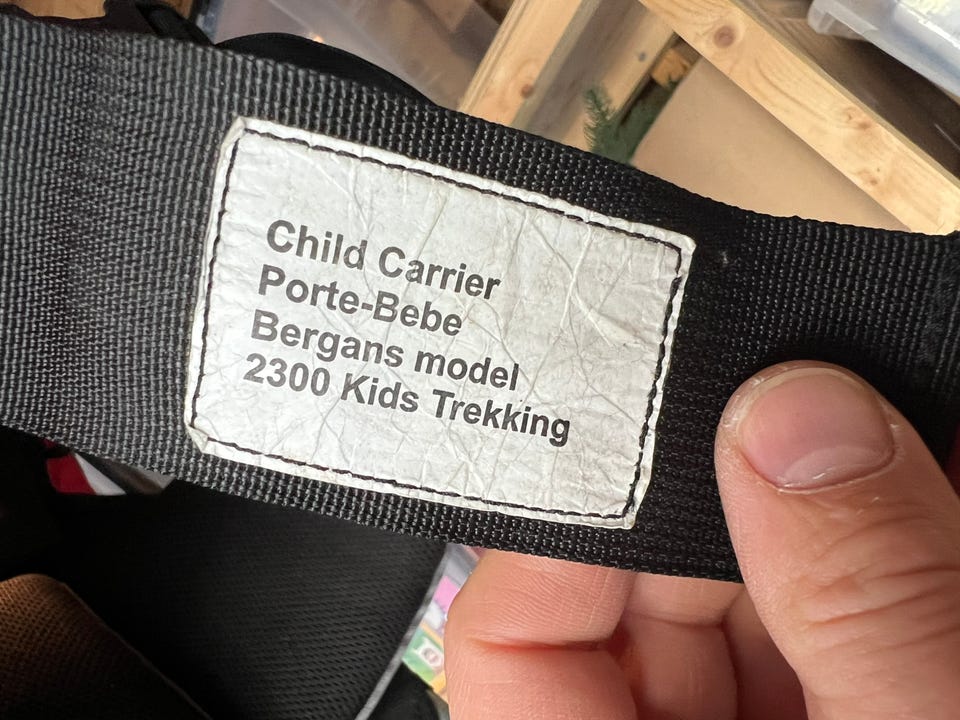 Child Carrier
Porte-Bebe
Bergans model
2300 Kids Trekking